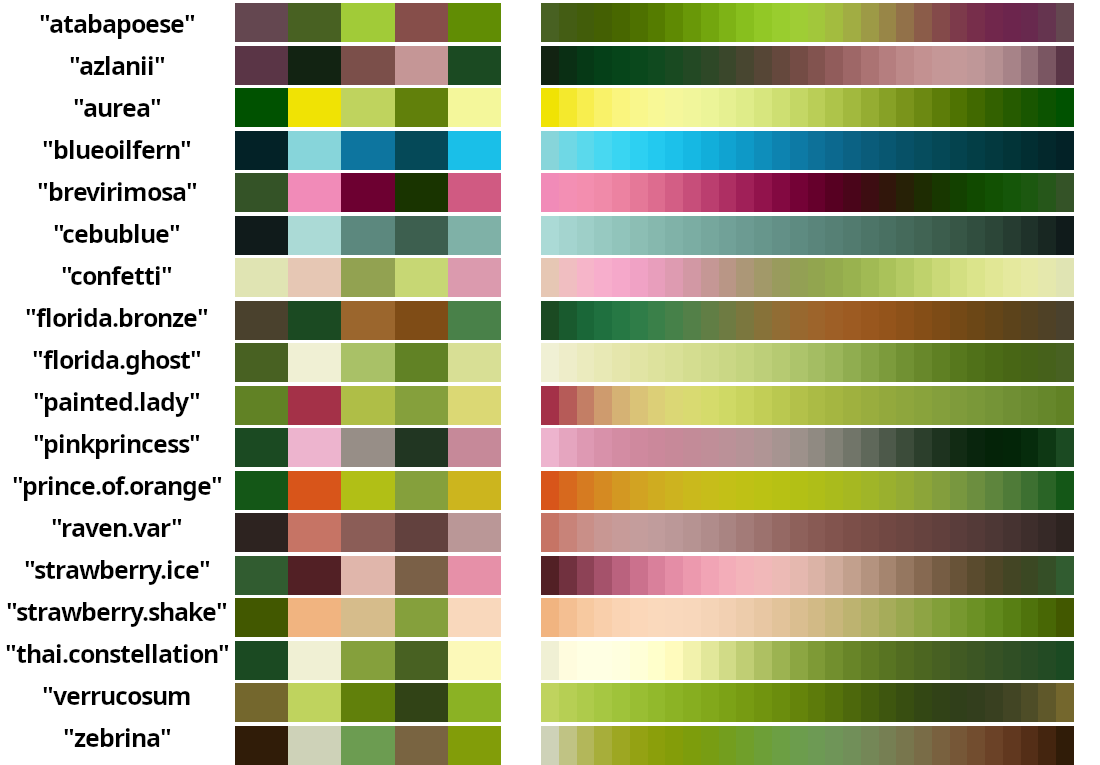 "atabapoese"
"azlanii"
"aurea"
"blueoilfern"
"brevirimosa"
"cebublue"
"confetti"
"florida.bronze"
"florida.ghost"
"painted.lady"
"pinkprincess"
"prince.of.orange"
"raven.var"
"strawberry.ice"
"strawberry.shake"
"thai.constellation"
"verrucosum
"zebrina"